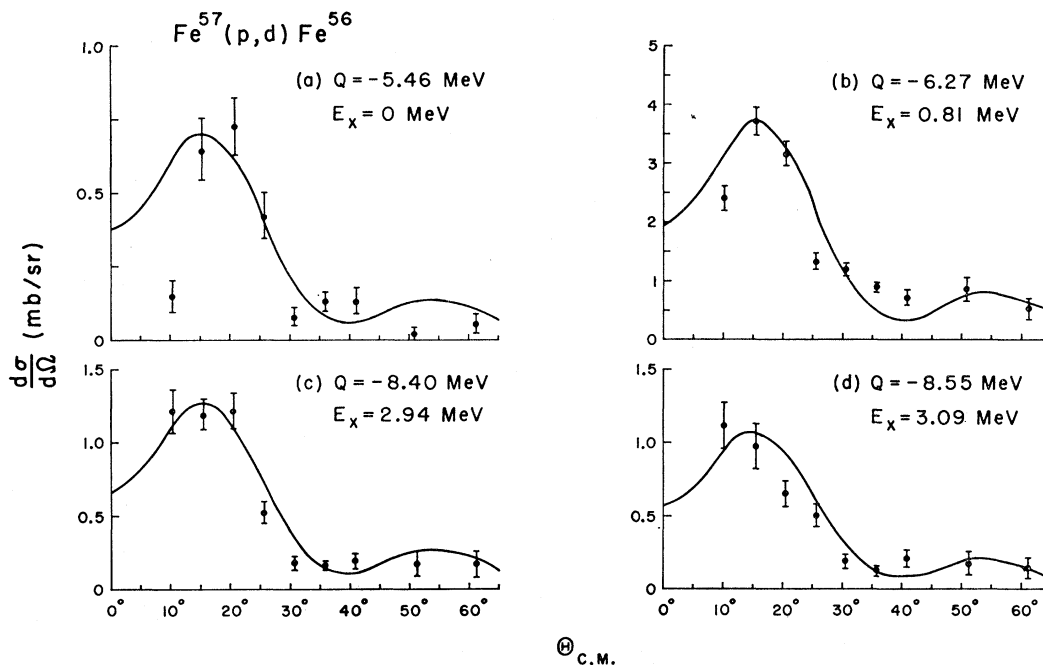 Fe⁵⁷(p,d) Fe⁵⁶
(a) Q = −5.46 MeV
Eₓ = 0 MeV
1.0
0.5
0
(b) Q = −6.27 MeV
Eₓ = 0.81 MeV
5
4
3
2
1
0
dσ/dΩ (mb/sr)
(c) Q = −8.40 MeV
Eₓ = 2.94 MeV
1.5
1.0
0.5
0
0° 10° 20° 30° 40° 50° 60°
(d) Q = −8.55 MeV
Eₓ = 3.09 MeV
1.5
1.0
0.5
0
0° 10° 20° 30° 40° 50° 60°
Θ C.M.